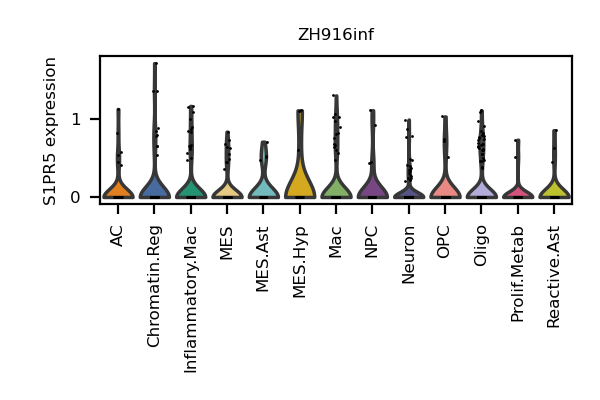 ZH916inf
S1PR5 expression
1
0
AC
Chromatin.Reg
Inflammatory.Mac
MES
MES.Ast
MES.Hyp
Mac
NPC
Neuron
OPC
Oligo
Prolif.Metab
Reactive.Ast